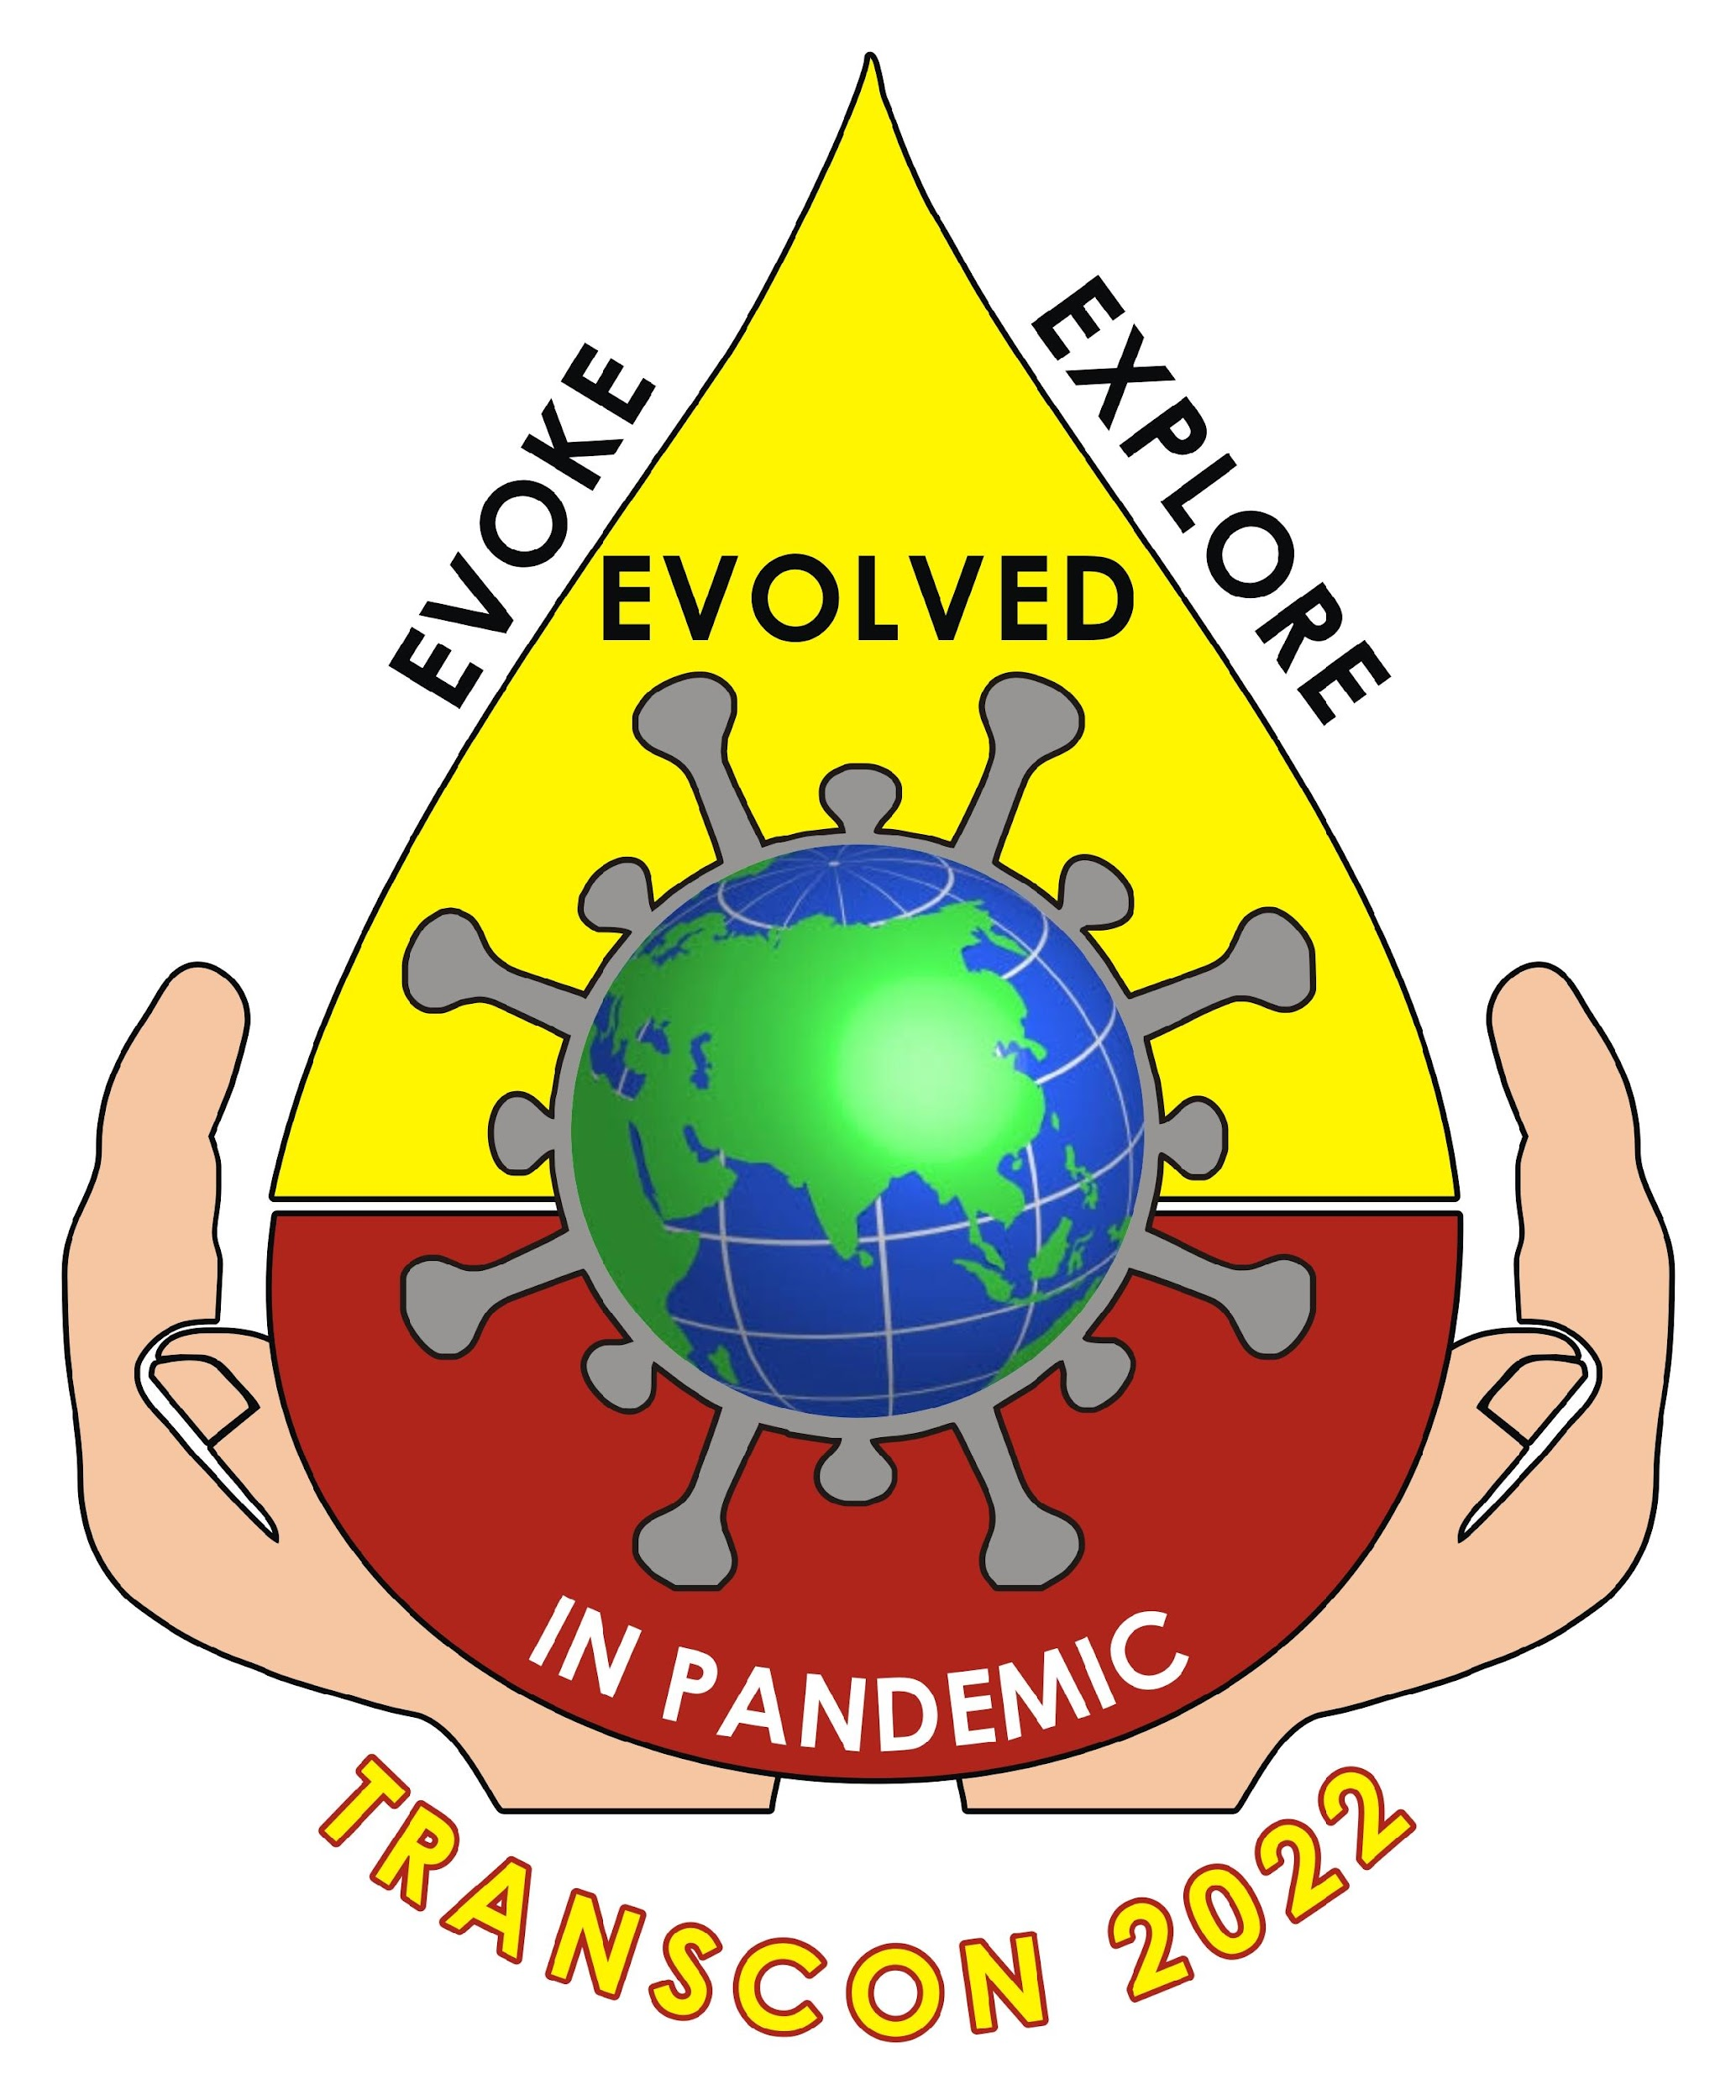 EVOKE
EXPLORE
EVOLVED
IN PANDEMIC
TRANSCON 2022